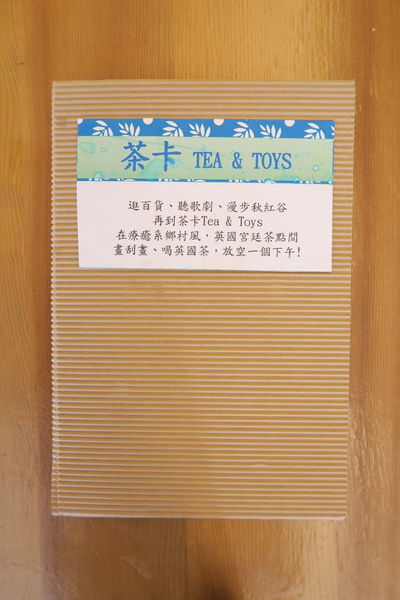 茶卡 TEA & TOYS
逛百貨、聽歌劇、漫步秋紅谷
再到茶卡Tea & Toys
在療癒系鄉村風，英國宮廷茶點間
畫刮畫、喝英國茶，放空一個下午!